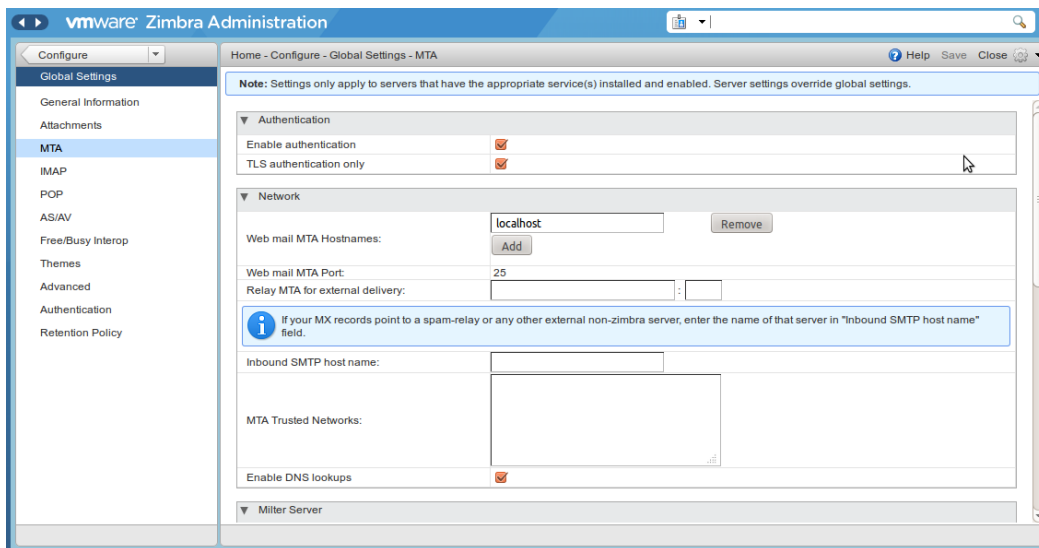 vmware Zimbra Administration
Configure
Home - Configure - Global Settings - MTA
Help Save Close
Global Settings
General Information
Attachments
MTA
IMAP
POP
AS/AV
Free/Busy Interop
Themes
Advanced
Authentication
Retention Policy
Note: Settings only apply to servers that have the appropriate service(s) installed and enabled. Server settings override global settings.
Authentication
Enable authentication
TLS authentication only
Network
Web mail MTA Hostnames:
localhost
Remove
Add
Web mail MTA Port: 25
Relay MTA for external delivery: :
If your MX records point to a spam-relay or any other external non-zimbra server, enter the name of that server in "Inbound SMTP host name"
field.
Inbound SMTP host name:
MTA Trusted Networks:
Enable DNS lookups
Milter Server